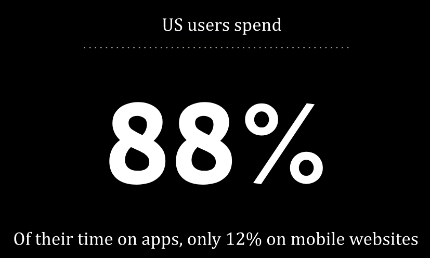 US users spend
88%
Of their time on apps, only 12% on mobile websites